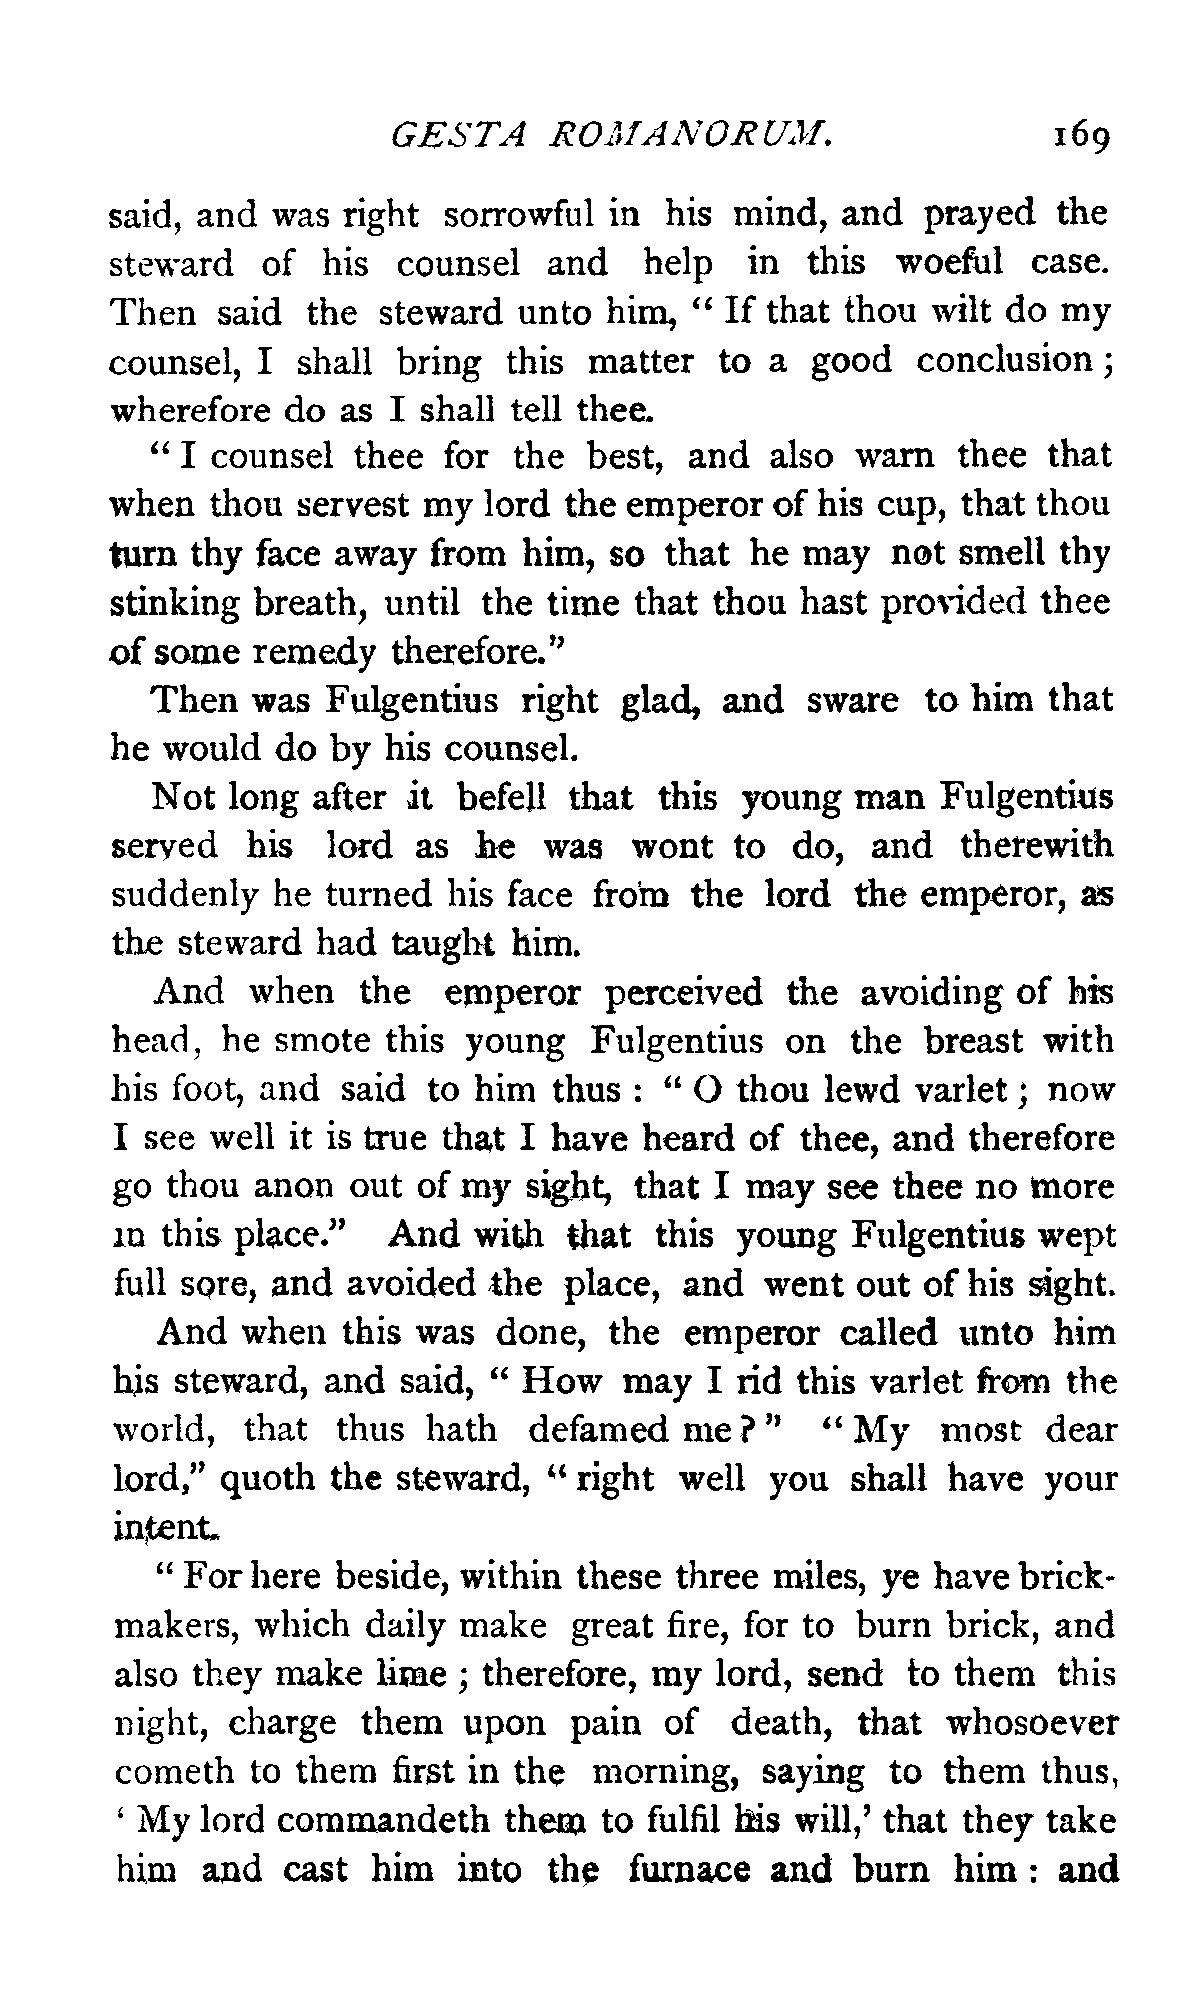 GESTA ROMANORUM. 169
said, and was right sorrowful in his mind, and prayed the
steward of his counsel and help in this woeful case.
Then said the steward unto him, “ If that thou wilt do my
counsel, I shall bring this matter to a good conclusion ;
wherefore do as I shall tell thee.
“ I counsel thee for the best, and also warn thee that
when thou servest my lord the emperor of his cup, that thou
turn thy face away from him, so that he may not smell thy
stinking breath, until the time that thou hast provided thee
of some remedy therefore.”
Then was Fulgentius right glad, and sware to him that
he would do by his counsel.
Not long after it befell that this young man Fulgentius
served his lord as he was wont to do, and therewith
suddenly he turned his face from the lord the emperor, as
the steward had taught him.
And when the emperor perceived the avoiding of his
head, he smote this young Fulgentius on the breast with
his foot, and said to him thus : “ O thou lewd varlet ; now
I see well it is true that I have heard of thee, and therefore
go thou anon out of my sight, that I may see thee no more
in this place.” And with that this young Fulgentius wept
full sore, and avoided the place, and went out of his sight.
And when this was done, the emperor called unto him
his steward, and said, “ How may I rid this varlet from the
world, that thus hath defamed me ? ” “ My most dear
lord,” quoth the steward, “ right well you shall have your
intent.
“ For here beside, within these three miles, ye have brick-
makers, which daily make great fire, for to burn brick, and
also they make lime ; therefore, my lord, send to them this
night, charge them upon pain of death, that whosoever
cometh to them first in the morning, saying to them thus,
‘ My lord commandeth them to fulfil his will,’ that they take
him and cast him into the furnace and burn him : and